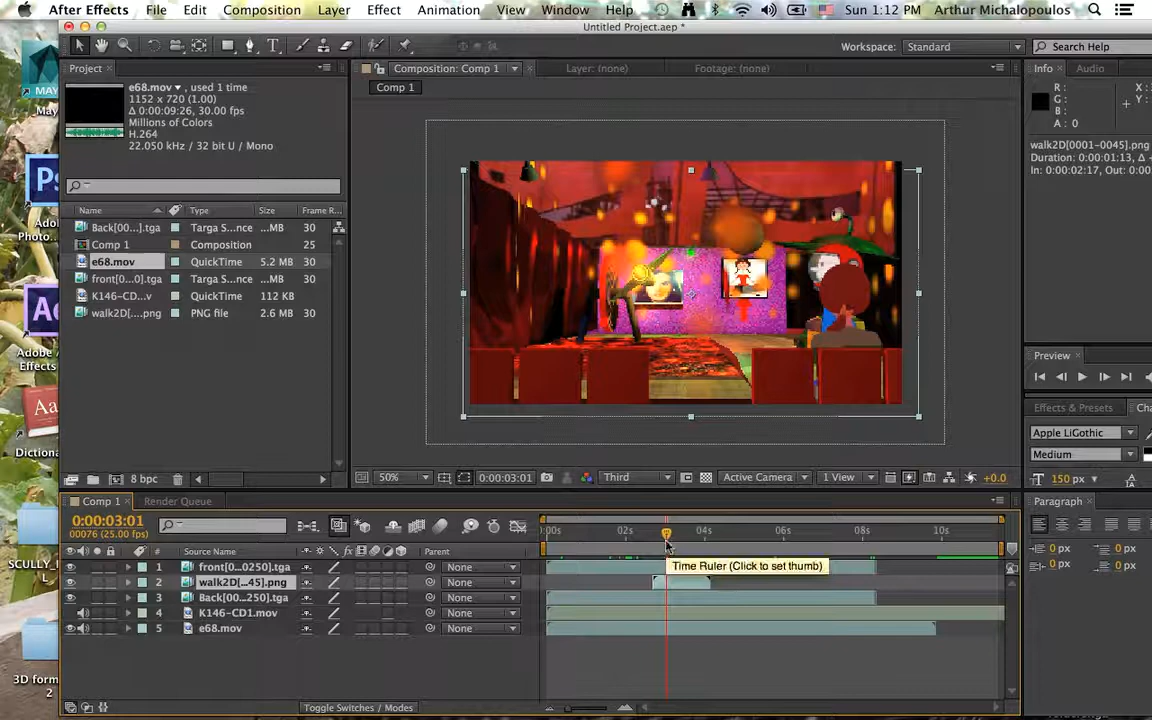 After Effects File Edit Composition Layer Effect Animation View Window Help Sun 1:12 PM Arthur Michalopoulos
Untitled Project.aep *
Workspace: Standard Search Help
Project Composition: Comp 1 Layer: (none) Footage: (none) Info Audio
Comp 1
e68.mov ▾, used 1 time
1152 x 720 (1.00)
Δ 0:00:09:26, 30.00 fps
Millions of Colors
H.264
22.050 kHz / 32 bit U / Mono
R: X:
G: Y:
B:
A: 0
walk2D[0001-0045].png
Duration: 0:00:01:13, Δ
In: 0:00:02:17, Out:
Name Type Size Frame R...
Back[00...].tga Targa S...nce ...MB 30
Comp 1 Composition 25
e68.mov QuickTime 5.2 MB 30
front[0...0].tga Targa S...nce ...MB 30
K146-CD...v QuickTime 112 KB
walk2D[....png PNG file 2.6 MB 30
8 bpc
50% 0:00:03:01 Third Active Camera 1 View +0.0
Preview
Effects & Presets Cha
Apple LiGothic
Medium
150 px
Paragraph
0 px 0 px
0 px 0 px
Comp 1 Render Queue
0:00:03:01
00076 (25.00 fps)
:00s 02s 04s 06s 08s 10s
# Source Name Parent
1 front[0...0250].tga None
2 walk2D[...45].png None
3 Back[00...250].tga None
4 K146-CD1.mov None
5 e68.mov None
Time Ruler (Click to set thumb)
Toggle Switches / Modes
MAY
May
Ps
Ado
Photo...
Ae
Adobe A
Effects
Aa
Dictiona
SCULLY_
3D form
2